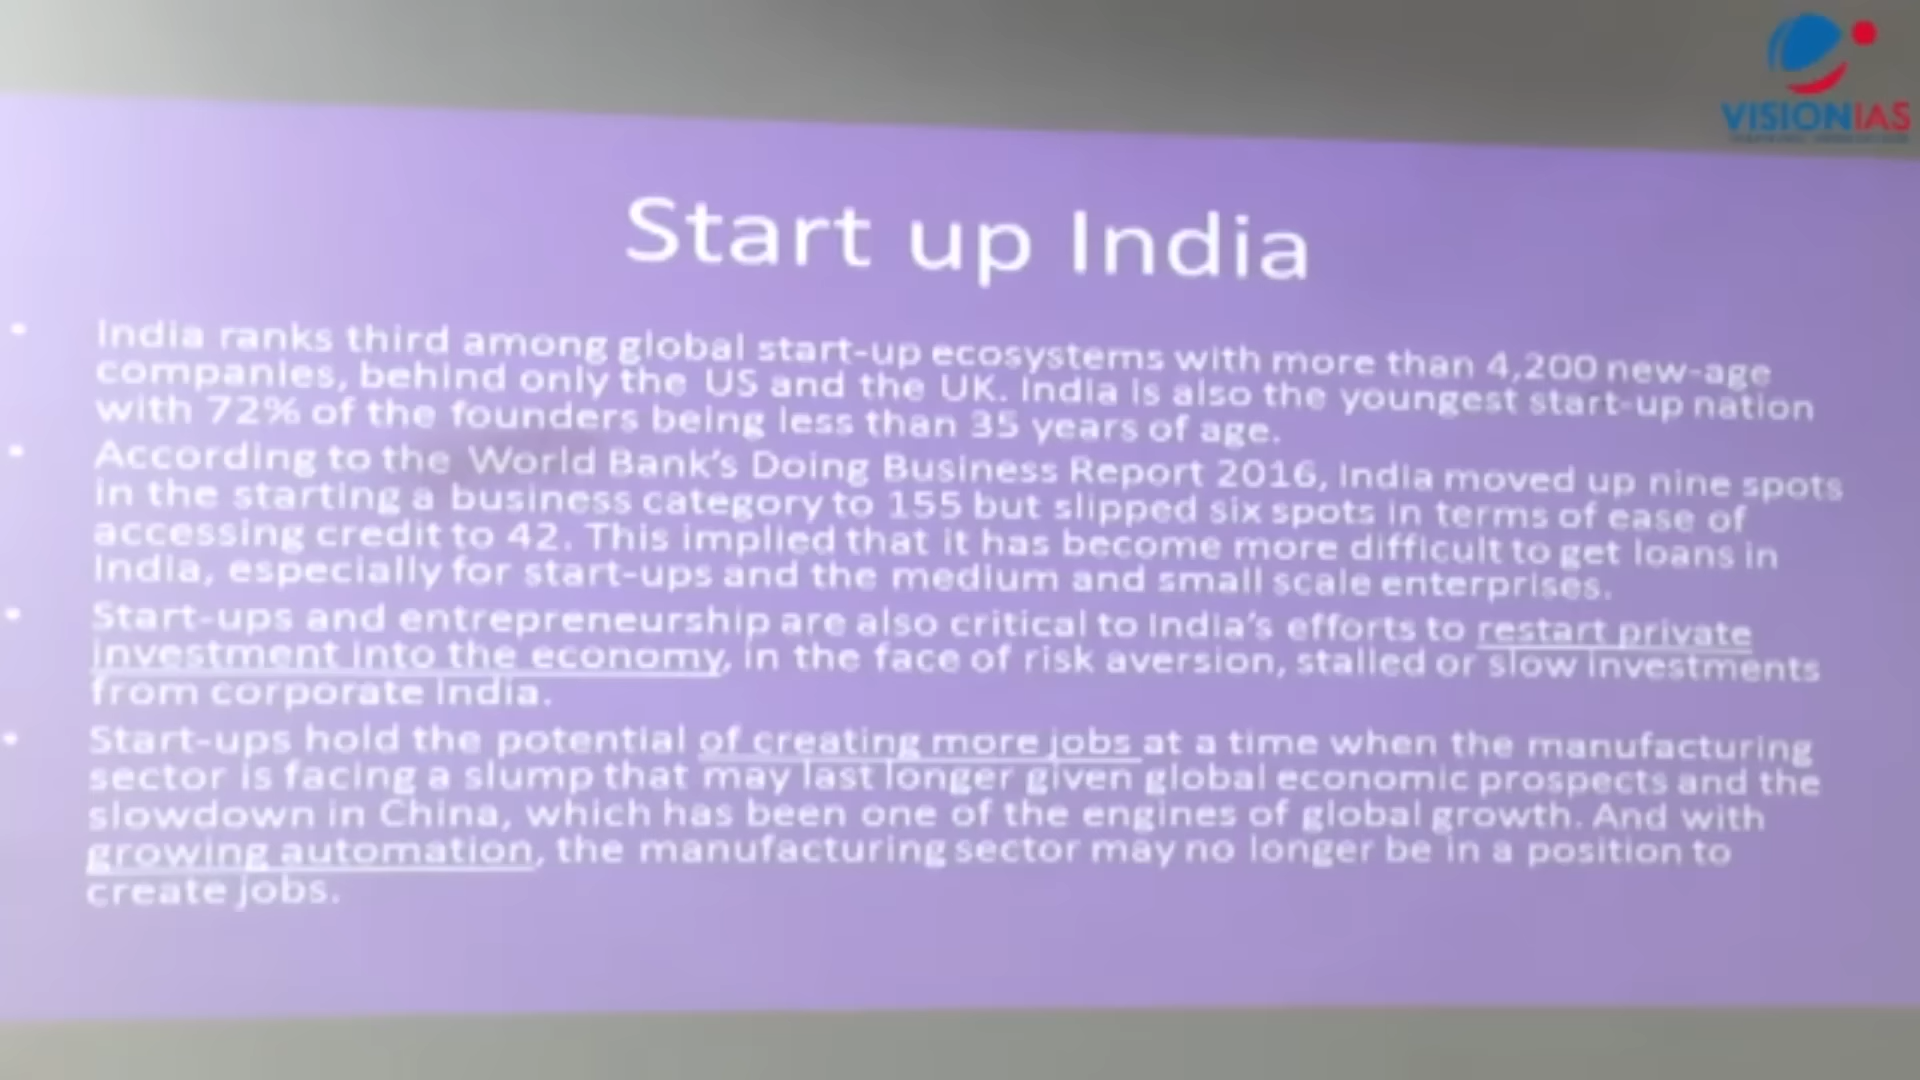 VISIONIAS
Start up India
• India ranks third among global start-up ecosystems with more than 4,200 new-age
companies, behind only the US and the UK. India is also the youngest start-up nation
with 72% of the founders being less than 35 years of age.
• According to the World Bank's Doing Business Report 2016, India moved up nine spots
in the starting a business category to 155 but slipped six spots in terms of ease of
accessing credit to 42. This implied that it has become more difficult to get loans in
India, especially for start-ups and the medium and small scale enterprises.
• Start-ups and entrepreneurship are also critical to India's efforts to restart private
investment into the economy, in the face of risk aversion, stalled or slow investments
from corporate India.
• Start-ups hold the potential of creating more jobs at a time when the manufacturing
sector is facing a slump that may last longer given global economic prospects and the
slowdown in China, which has been one of the engines of global growth. And with
growing automation, the manufacturing sector may no longer be in a position to
create jobs.